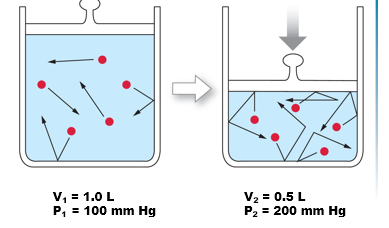 V₁ = 1.0 L
P₁ = 100 mm Hg
V₂ = 0.5 L
P₂ = 200 mm Hg